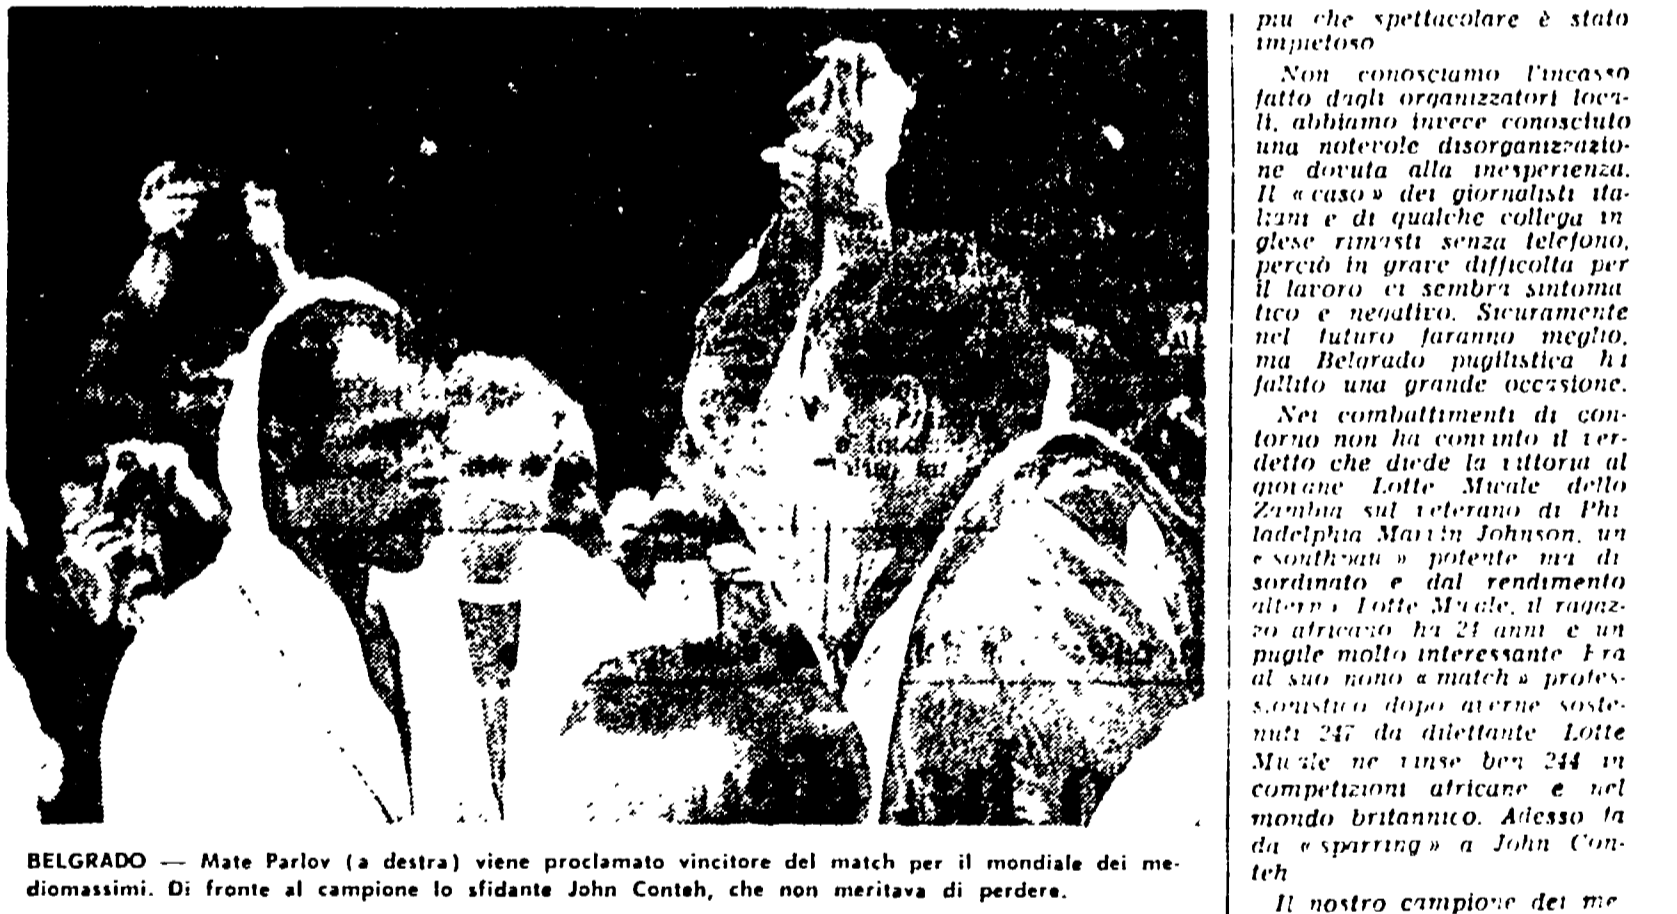 BELGRADO — Mate Parlov (a destra) viene proclamato vincitore del match per il mondiale dei me-
diomassimi. Di fronte al campione lo sfidante John Conteh, che non meritava di perdere.
più che spettacolare è stato
impietoso
Non conosciamo l'incasso
fatto dagli organizzatori loca-
li, abbiamo invece conosciuto
una notevole disorganizzazio-
ne dovuta alla inesperienza.
Il «caso» dei giornalisti ita-
liani e di qualche collega in
glese rimasti senza telefono,
perciò in grave difficoltà per
il lavoro ci sembra sintoma
tico e negativo. Sicuramente
nel futuro faranno meglio,
ma Belgrado pugilistica ha
fallito una grande occasione.
Nei combattimenti di con-
torno non ha convinto il ver-
detto che diede la vittoria al
giovane Lotte Mwale dello
Zambia sul veterano di Phi
ladelphia Marvin Johnson, un
«southpaw» potente ma di
sordinato e dal rendimento
alterno Lotte Mwale, il ragaz-
zo africano ha 24 anni e un
pugile molto interessante Era
al suo nono «match» profes-
sionistico dopo averne soste-
nuti 247 da dilettante Lotte
Mwale ne vinse ben 244 in
competizioni africane e nel
mondo britannico. Adesso fa
da «sparring» a John Con-
teh
Il nostro campione dei me